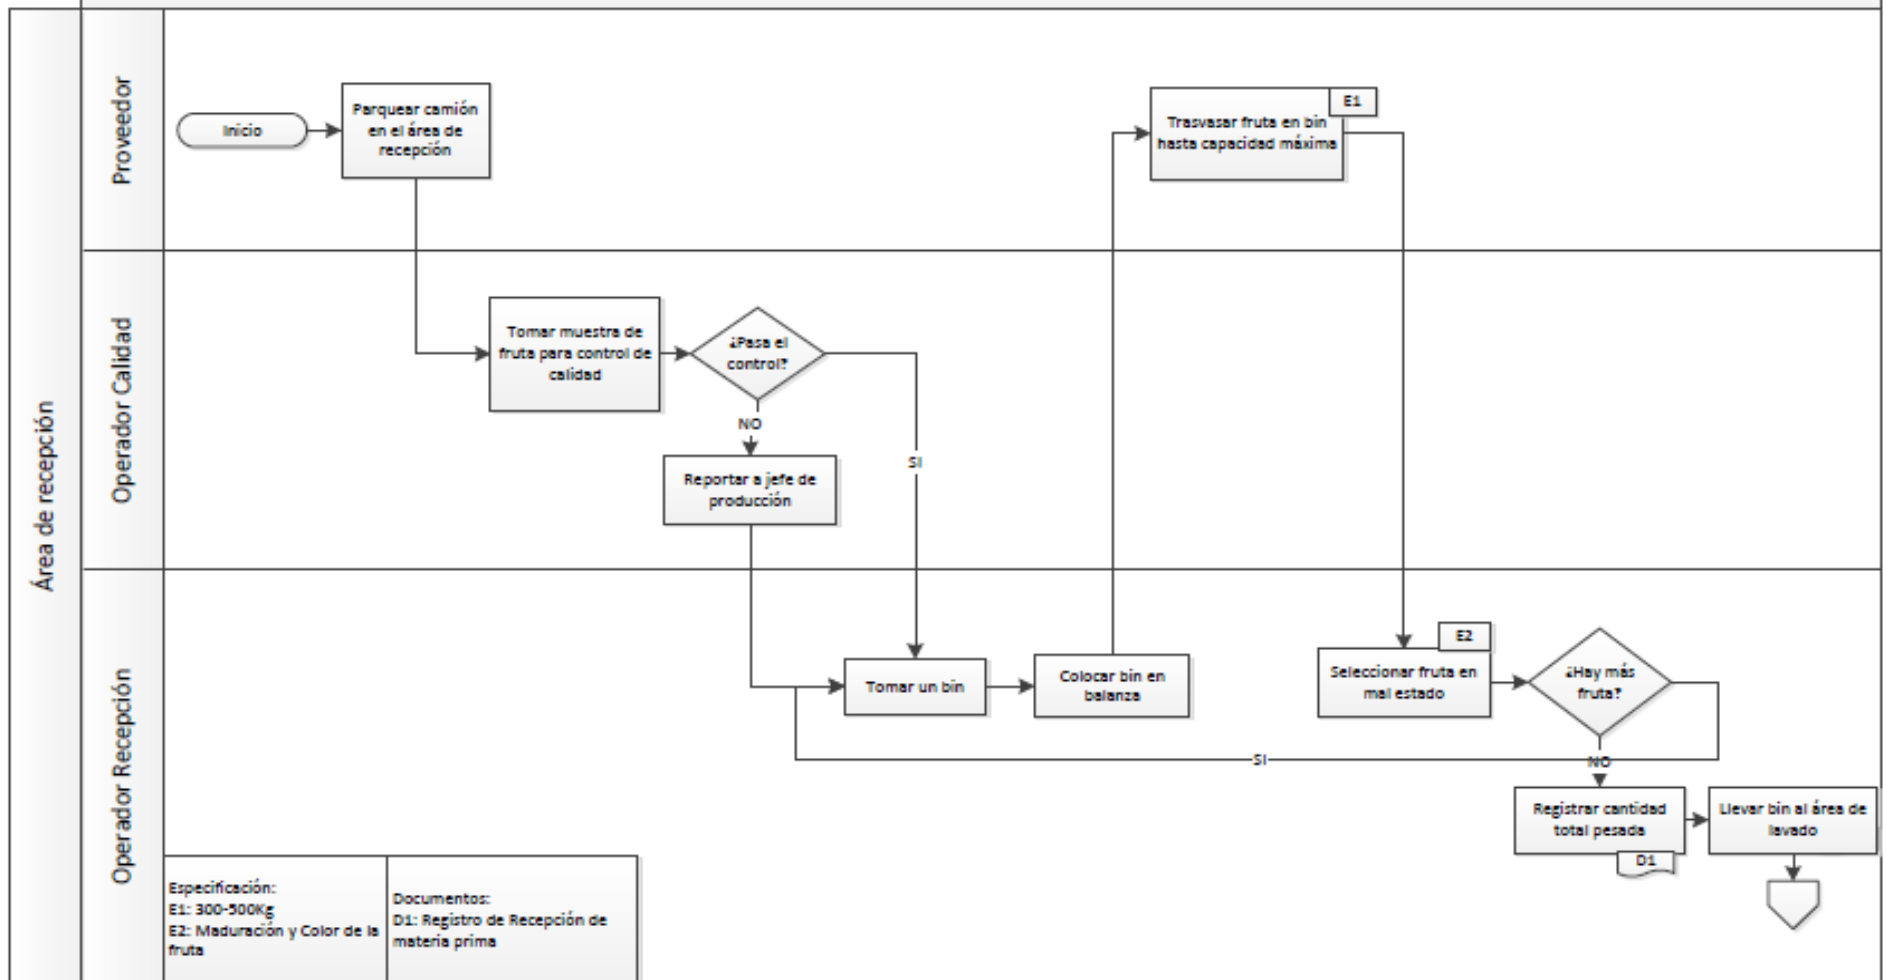 Área de recepción
Proveedor
Inicio
Parquear camión
en el área de
recepción
E1
Trasvasar fruta en bin
hasta capacidad máxima
Operador Calidad
Tomar muestra de
fruta para control de
calidad
¿Pasa el
control?
NO
SI
Reportar a jefe de
producción
Operador Recepción
Tomar un bin
Colocar bin en
balanza
E2
Seleccionar fruta en
mal estado
¿Hay más
fruta?
SI
NO
Registrar cantidad
total pesada
D1
Llevar bin al área de
lavado
Especificación:
E1: 300-500Kg
E2: Maduración y Color de la
fruta
Documentos:
D1: Registro de Recepción de
materia prima